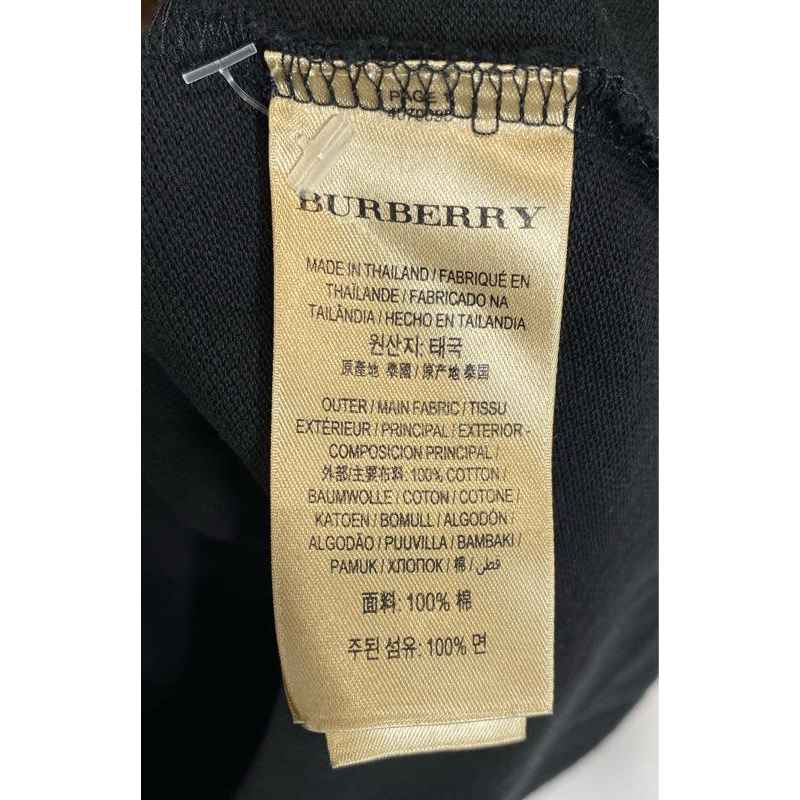 PAGE 1
BURBERRY
MADE IN THAILAND / FABRIQUÉ EN
THAÏLANDE / FABRICADO NA
TAILÂNDIA / HECHO EN TAILANDIA
원산지: 태국
原產地 泰國 / 原产地 泰国
OUTER / MAIN FABRIC / TISSU
EXTÉRIEUR / PRINCIPAL / EXTERIOR -
COMPOSICION PRINCIPAL /
外部/主要布料: 100% COTTON /
BAUMWOLLE / COTON / COTONE /
KATOEN / BOMULL / ALGODÓN /
ALGODÃO / PUUVILLA / BAMBAKI /
PAMUK / ХЛОПОК / 棉 / قطن
面料: 100% 棉
주된 섬유: 100% 면